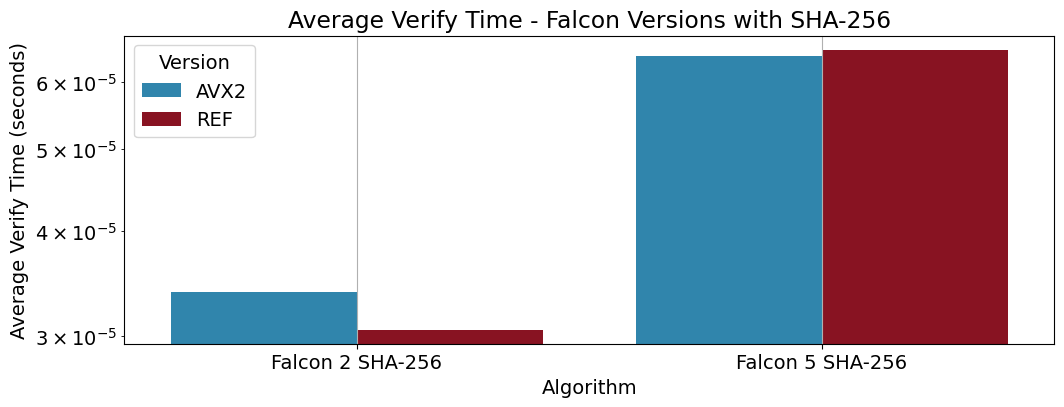 Average Verify Time - Falcon Versions with SHA-256
Average Verify Time (seconds)
6 × 10⁻⁵
5 × 10⁻⁵
4 × 10⁻⁵
3 × 10⁻⁵
Version
AVX2
REF
Falcon 2 SHA-256
Falcon 5 SHA-256
Algorithm